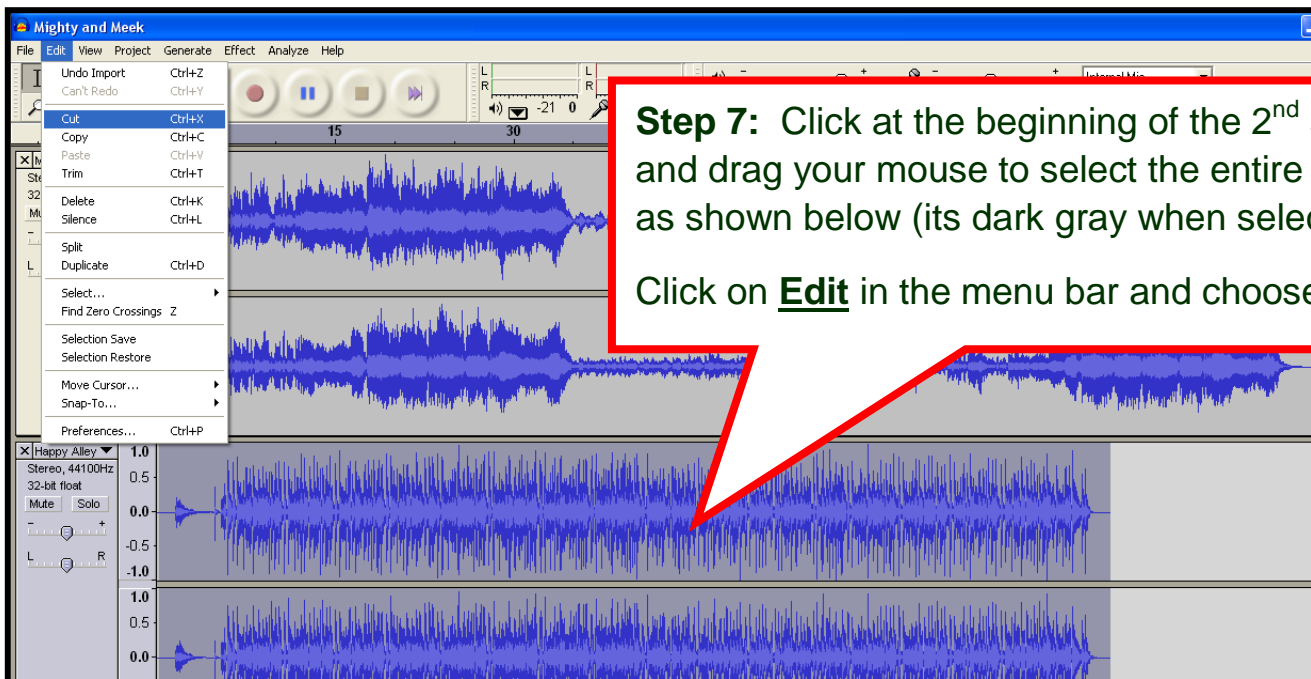 Mighty and Meek
File Edit View Project Generate Effect Analyze Help
Undo Import Ctrl+Z
Can't Redo Ctrl+Y
Cut Ctrl+X
Copy Ctrl+C
Paste Ctrl+V
Trim Ctrl+T
Delete Ctrl+K
Silence Ctrl+L
Split
Duplicate Ctrl+D
Select...
Find Zero Crossings Z
Selection Save
Selection Restore
Move Cursor...
Snap-To...
Preferences... Ctrl+P
L
R
-21 0
L
R
- +
- +
15 30
Step 7: Click at the beginning of the 2nd
and drag your mouse to select the entire
as shown below (its dark gray when selec
Click on Edit in the menu bar and choose
X M
Ste
32
Mu
-
L
X Happy Alley
Stereo, 44100Hz
32-bit float
Mute Solo
- +
L R
1.0
0.5
0.0
-0.5
-1.0
1.0
0.5
0.0